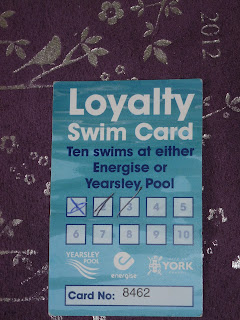 2012
Loyalty
Swim Card
Ten swims at either
Energise or
Yearsley Pool
1 2 3 4 5
6 7 8 9 10
YEARSLEY
POOL
energise
YORK
Card No: 8462